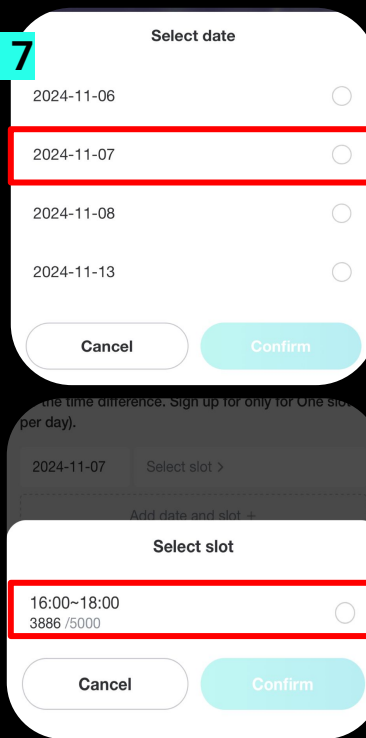 7
Select date
2024-11-06
2024-11-07
2024-11-08
2024-11-13
Cancel Confirm
the time difference. Sign up for only for One slot
per day).
2024-11-07 Select slot >
Add date and slot +
Select slot
16:00~18:00
3886 /5000
Cancel Confirm